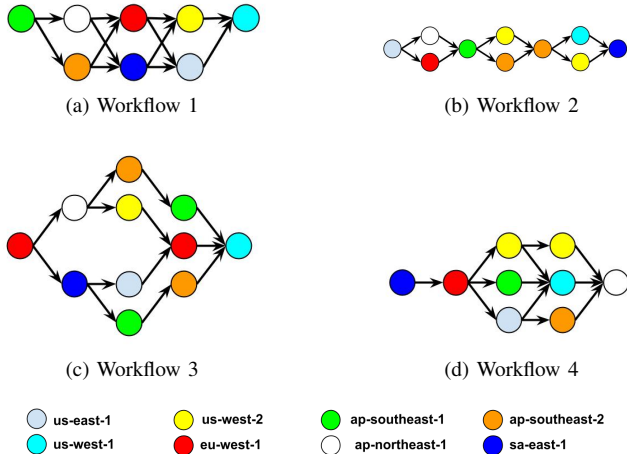 (a) Workflow 1
(b) Workflow 2
(c) Workflow 3
(d) Workflow 4
us-east-1 us-west-2 ap-southeast-1 ap-southeast-2
us-west-1 eu-west-1 ap-northeast-1 sa-east-1